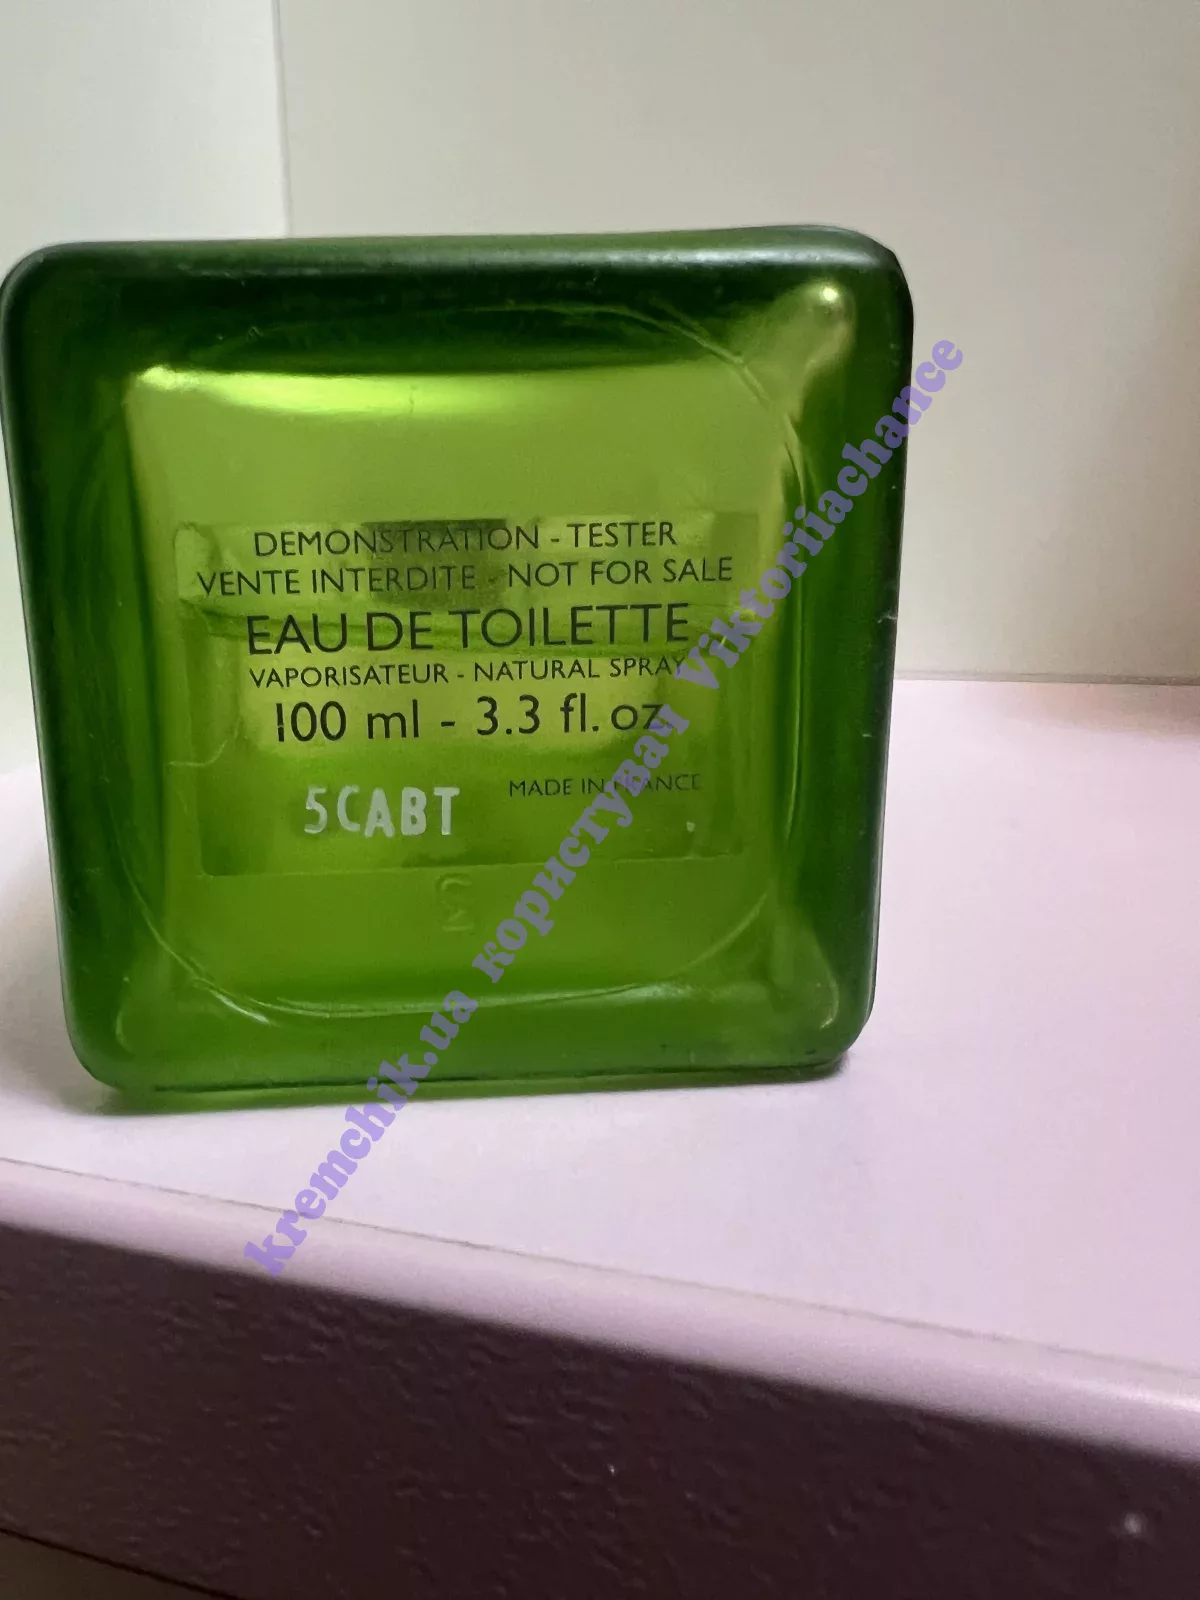 DEMONSTRATION - TESTER
VENTE INTERDITE - NOT FOR SALE
EAU DE TOILETTE
VAPORISATEUR - NATURAL SPRAY
100 ml - 3.3 fl. oz.
5CABT
MADE IN FRANCE
kremchik.ua користувач Viktoriiachance